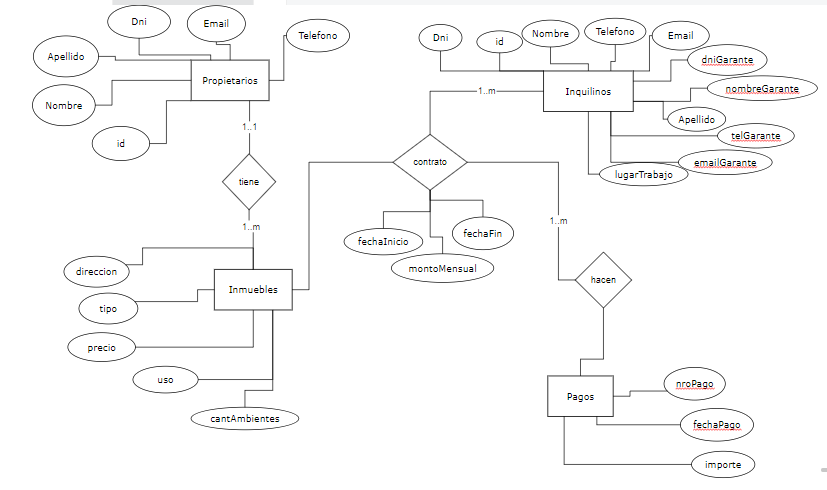 Dni
Email
Telefono
Apellido
Propietarios
Nombre
id
1..1
tiene
1..m
direccion
Inmuebles
tipo
precio
uso
cantAmbientes
Dni
id
Nombre
Telefono
Email
dniGarante
nombreGarante
1..m
Inquilinos
Apellido
telGarante
emailGarante
lugarTrabajo
contrato
fechaInicio
fechaFin
montoMensual
1..m
hacen
Pagos
nroPago
fechaPago
importe